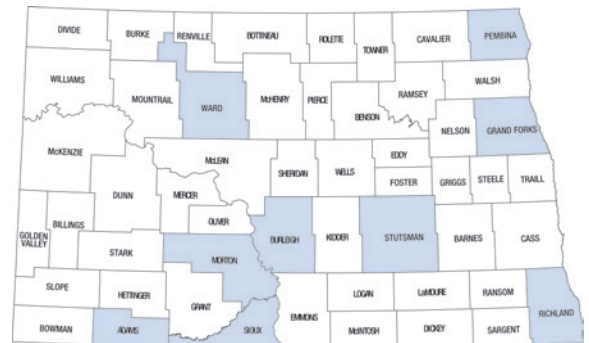 DIVIDE
BURKE
RENVILLE
BOTTINEAU
ROLETTE
TOWNER
CAVALIER
PEMBINA
WILLIAMS
MOUNTRAIL
WARD
McHENRY
PIERCE
BENSON
RAMSEY
WALSH
NELSON
GRAND FORKS
McKENZIE
McLEAN
SHERIDAN
WELLS
EDDY
FOSTER
GRIGGS
STEELE
TRAILL
DUNN
MERCER
OLIVER
GOLDEN
VALLEY
BILLINGS
STARK
MORTON
BURLEIGH
KIDDER
STUTSMAN
BARNES
CASS
SLOPE
HETTINGER
GRANT
EMMONS
LOGAN
LaMOURE
RANSOM
RICHLAND
BOWMAN
ADAMS
SIOUX
McINTOSH
DICKEY
SARGENT